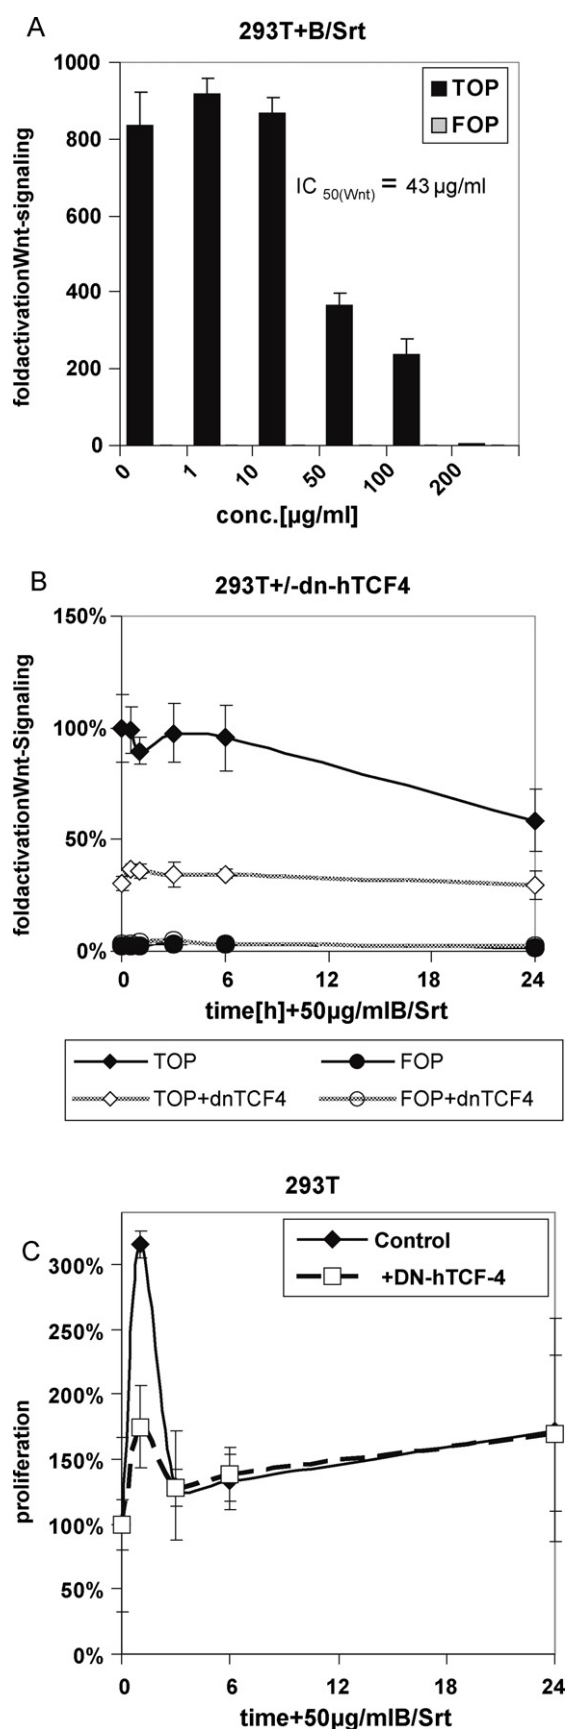 A
293T+B/Srt
1000
800
600
400
200
0
TOP
FOP
IC 50(Wnt) = 43 µg/ml
foldactivationWnt-signaling
0 1 10 50 100 200
conc.[µg/ml]
B
293T+/-dn-hTCF4
150%
100%
50%
0%
foldactivationWnt-Signaling
0 6 12 18 24
time[h]+50µg/mlB/Srt
TOP FOP
TOP+dnTCF4 FOP+dnTCF4
C
293T
Control
+DN-hTCF-4
300%
250%
200%
150%
100%
50%
0%
proliferation
0 6 12 18 24
time+50µg/mlB/Srt